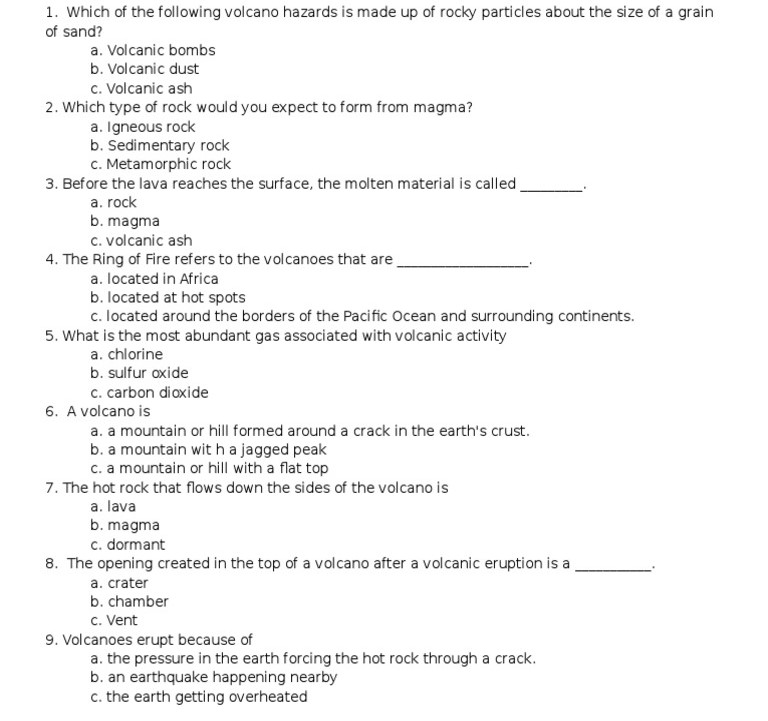 1.  Which of the following volcano hazards is made up of rocky particles about the size of a grain
of sand?
a. Volcanic bombs
b. Volcanic dust
c. Volcanic ash
2. Which type of rock would you expect to form from magma?
a. Igneous rock
b. Sedimentary rock
c. Metamorphic rock
3. Before the lava reaches the surface, the molten material is called _________.
a. rock
b. magma
c. volcanic ash
4. The Ring of Fire refers to the volcanoes that are ___________________.
a. located in Africa
b. located at hot spots
c. located around the borders of the Pacific Ocean and surrounding continents.
5. What is the most abundant gas associated with volcanic activity
a. chlorine
b. sulfur oxide
c. carbon dioxide
6.  A volcano is
a. a mountain or hill formed around a crack in the earth's crust.
b. a mountain wit h a jagged peak
c. a mountain or hill with a flat top
7. The hot rock that flows down the sides of the volcano is
a. lava
b. magma
c. dormant
8.  The opening created in the top of a volcano after a volcanic eruption is a ___________.
a. crater
b. chamber
c. Vent
9. Volcanoes erupt because of
a. the pressure in the earth forcing the hot rock through a crack.
b. an earthquake happening nearby
c. the earth getting overheated